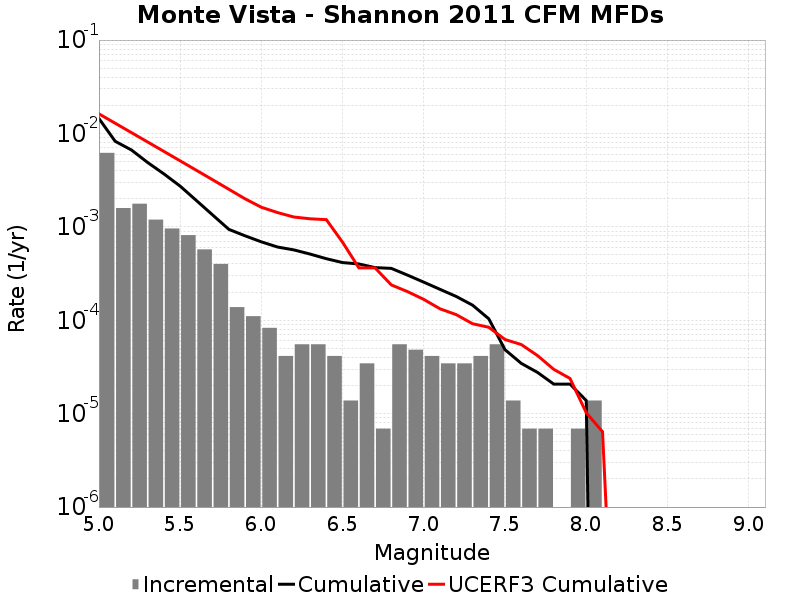 Monte Vista - Shannon 2011 CFM MFDs
10-1
10-2
10-3
10-4
10-5
10-6
Rate (1/yr)
5.0 5.5 6.0 6.5 7.0 7.5 8.0 8.5 9.0
Magnitude
Incremental Cumulative UCERF3 Cumulative